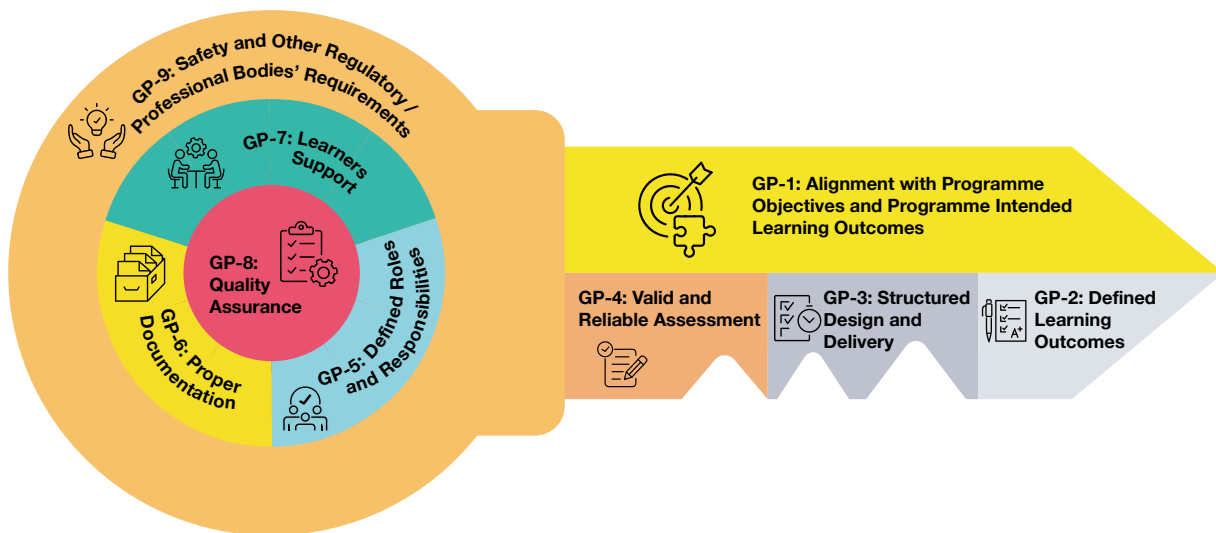 GP-9: Safety and Other Regulatory/
Professional Bodies’ Requirements
GP-7: Learners
Support
GP-8:
Quality
Assurance
GP-6: Proper
Documentation
GP-5: Defined Roles
and Responsibilities
GP-1: Alignment with Programme
Objectives and Programme Intended
Learning Outcomes
GP-4: Valid and
Reliable Assessment
GP-3: Structured
Design and
Delivery
GP-2: Defined
Learning
Outcomes
A+